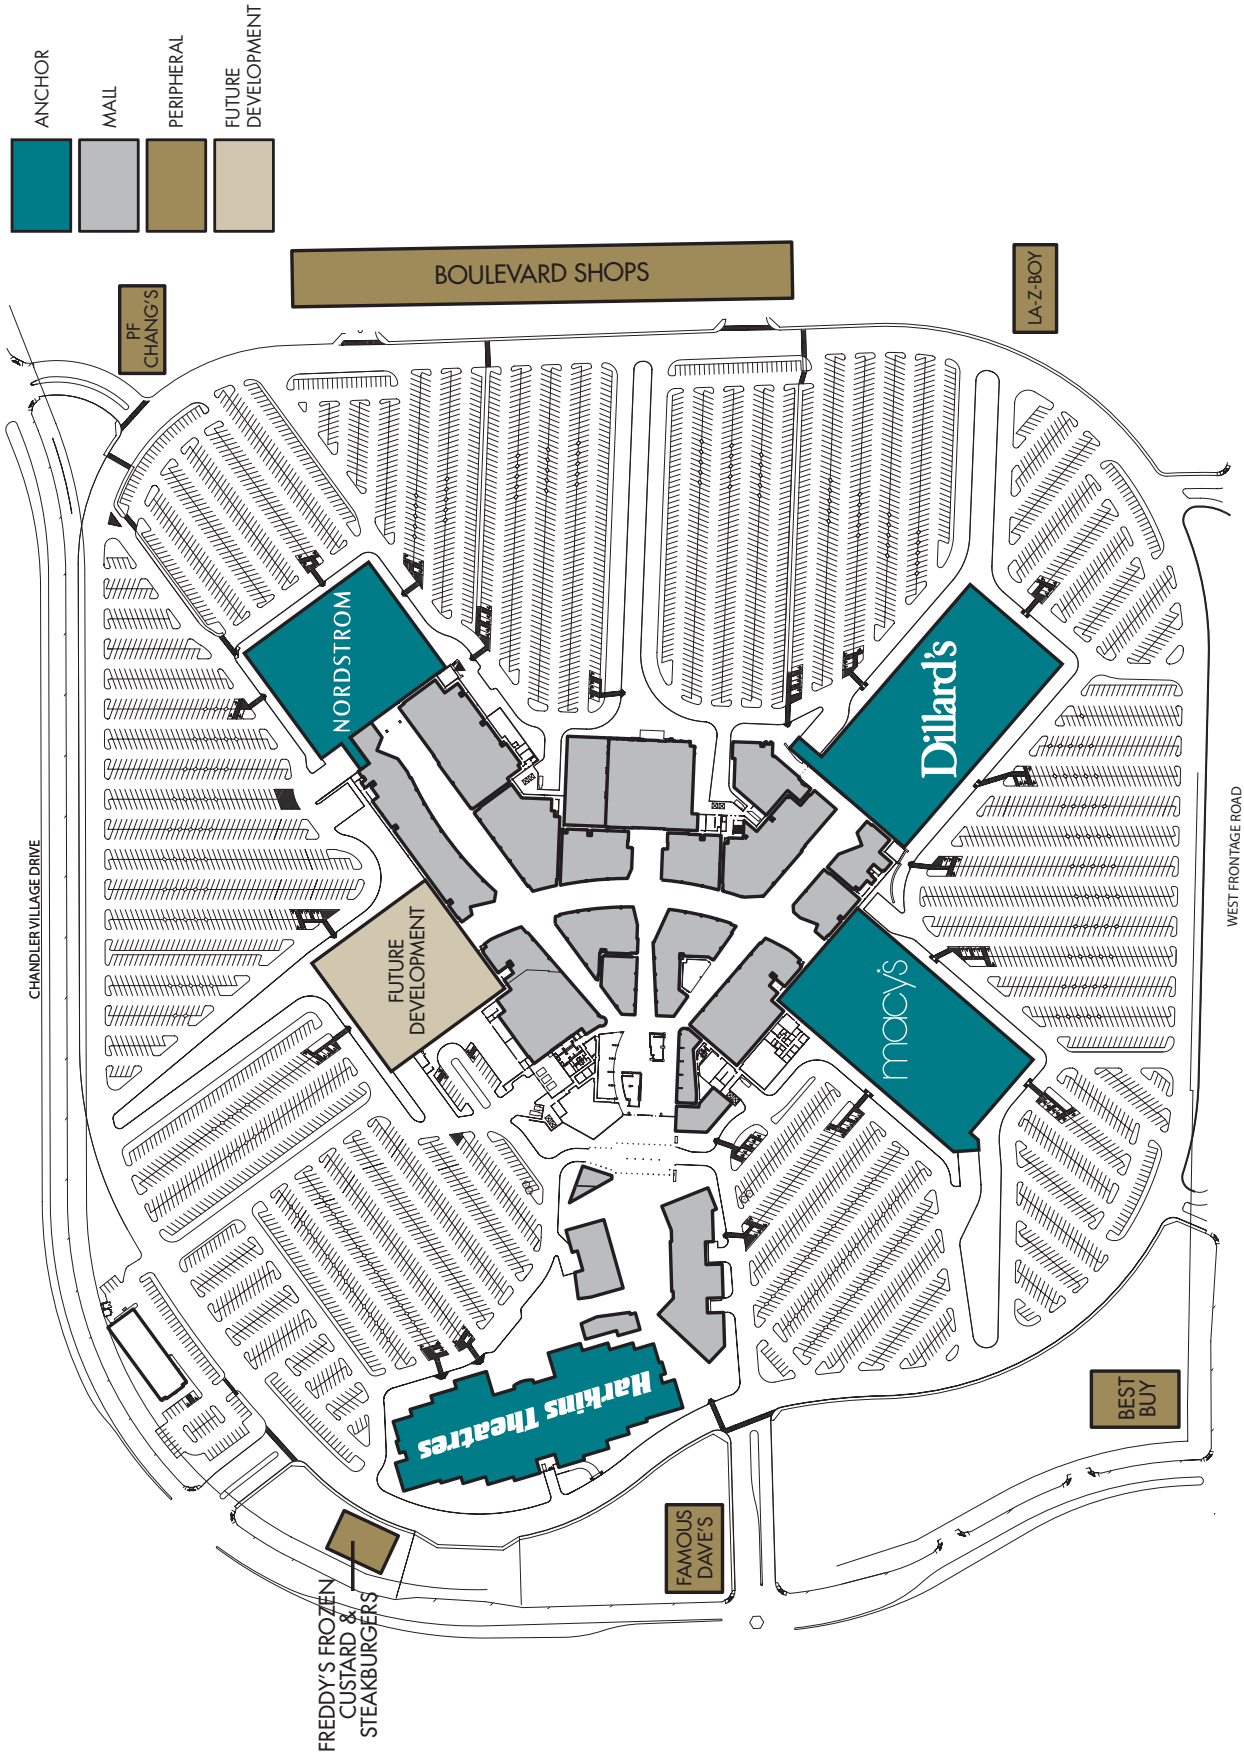 ANCHOR
MALL
PERIPHERAL
FUTURE
DEVELOPMENT
PF
CHANG'S
BOULEVARD SHOPS
LA-Z-BOY
CHANDLER VILLAGE DRIVE
NORDSTROM
Dillard's
FUTURE
DEVELOPMENT
macy's
WEST FRONTAGE ROAD
Harkins Theatres
BEST
BUY
FAMOUS
DAVE'S
FREDDY'S FROZEN
CUSTARD &
STEAKBURGERS